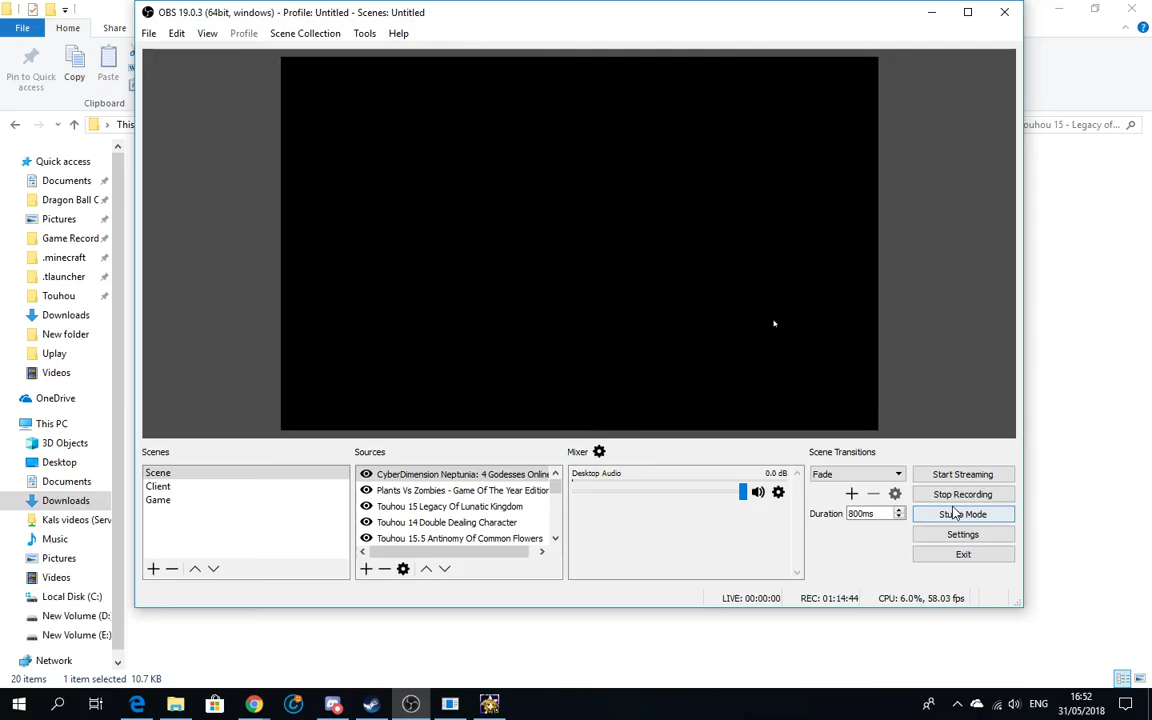 OBS 19.0.3 (64bit, windows) - Profile: Untitled - Scenes: Untitled
File
Home
Share
File
Edit
View
Profile
Scene Collection
Tools
Help
Pin to Quick
access
Copy
Paste
Clipboard
This
ouhou 15 - Legacy of...
Quick access
Documents
Dragon Ball C
Pictures
Game Record
.minecraft
.tlauncher
Touhou
Downloads
New folder
Uplay
Videos
OneDrive
This PC
3D Objects
Desktop
Documents
Downloads
Kals videos (Serv
Music
Pictures
Videos
Local Disk (C:)
New Volume (D:
New Volume (E:)
Network
20 items
1 item selected 10.7 KB
Scenes
Scene
Client
Game
Sources
CyberDimension Neptunia: 4 Godesses Online
Plants Vs Zombies - Game Of The Year Edition
Touhou 15 Legacy Of Lunatic Kingdom
Touhou 14 Double Dealing Character
Touhou 15.5 Antinomy Of Common Flowers
Mixer
Desktop Audio
0.0 dB
Scene Transitions
Fade
Duration
800ms
Start Streaming
Stop Recording
Studio Mode
Settings
Exit
LIVE: 00:00:00
REC: 01:14:44
CPU: 6.0%, 58.03 fps
ENG
16:52
31/05/2018